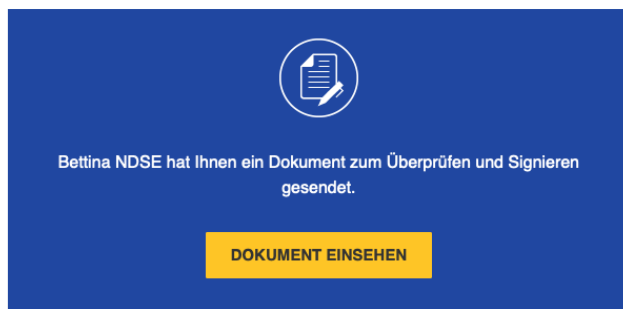 Bettina NDSE hat Ihnen ein Dokument zum Überprüfen und Signieren
gesendet.
DOKUMENT EINSEHEN